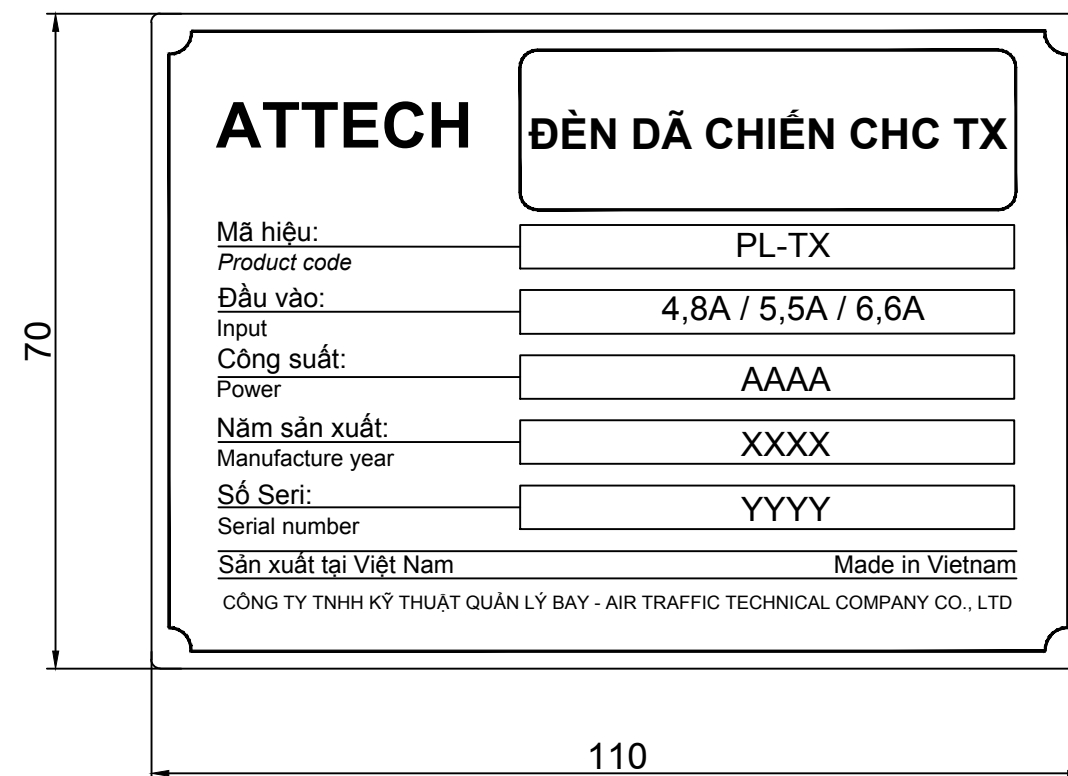 ATTECH
ĐÈN DÃ CHIẾN CHC TX
Mã hiệu:
Product code
PL-TX
Đầu vào:
Input
4,8A / 5,5A / 6,6A
Công suất:
Power
AAAA
Năm sản xuất:
Manufacture year
XXXX
Số Seri:
Serial number
YYYY
Sản xuất tại Việt Nam
Made in Vietnam
CÔNG TY TNHH KỸ THUẬT QUẢN LÝ BAY - AIR TRAFFIC TECHNICAL COMPANY CO., LTD
70
110